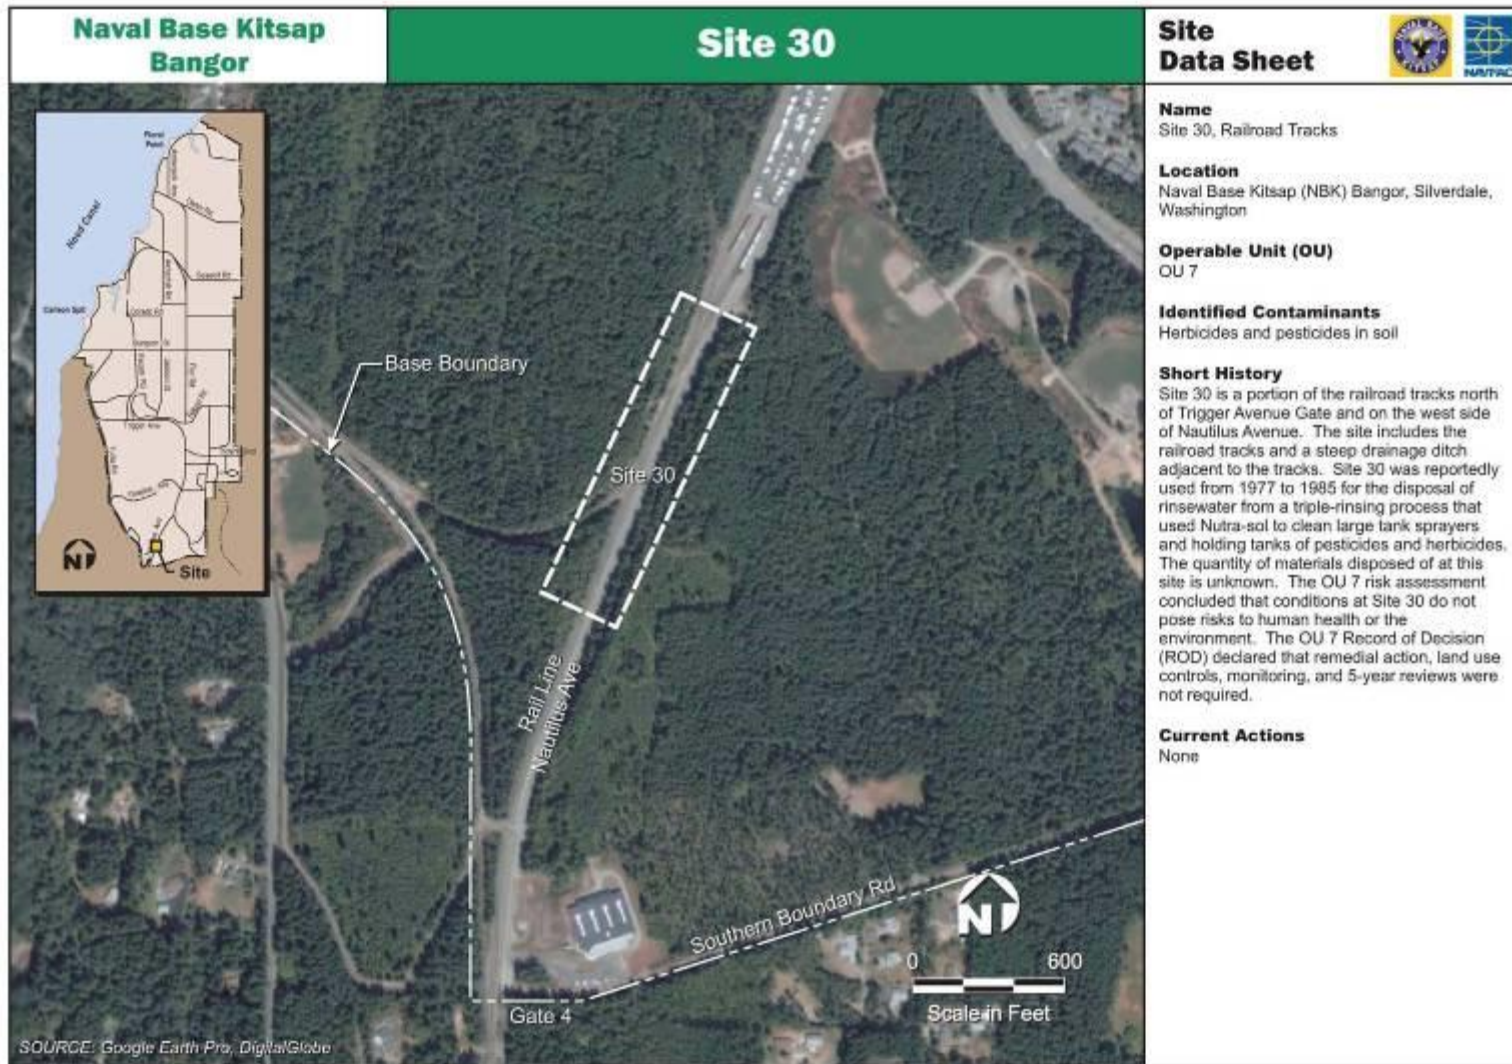 Naval Base Kitsap
Bangor
Site 30
Site
Data Sheet
NAVFAC
Hood Canal
Trigger Ave
Site
N
Base Boundary
Site 30
Rail Line
Nautilus Ave
Southern Boundary Rd
Gate 4
N
0 600
Scale in Feet
SOURCE: Google Earth Pro, DigitalGlobe
Name
Site 30, Railroad Tracks
Location
Naval Base Kitsap (NBK) Bangor, Silverdale,
Washington
Operable Unit (OU)
OU 7
Identified Contaminants
Herbicides and pesticides in soil
Short History
Site 30 is a portion of the railroad tracks north
of Trigger Avenue Gate and on the west side
of Nautilus Avenue. The site includes the
railroad tracks and a steep drainage ditch
adjacent to the tracks. Site 30 was reportedly
used from 1977 to 1985 for the disposal of
rinsewater from a triple-rinsing process that
used Nutra-sol to clean large tank sprayers
and holding tanks of pesticides and herbicides.
The quantity of materials disposed of at this
site is unknown. The OU 7 risk assessment
concluded that conditions at Site 30 do not
pose risks to human health or the
environment. The OU 7 Record of Decision
(ROD) declared that remedial action, land use
controls, monitoring, and 5-year reviews were
not required.
Current Actions
None